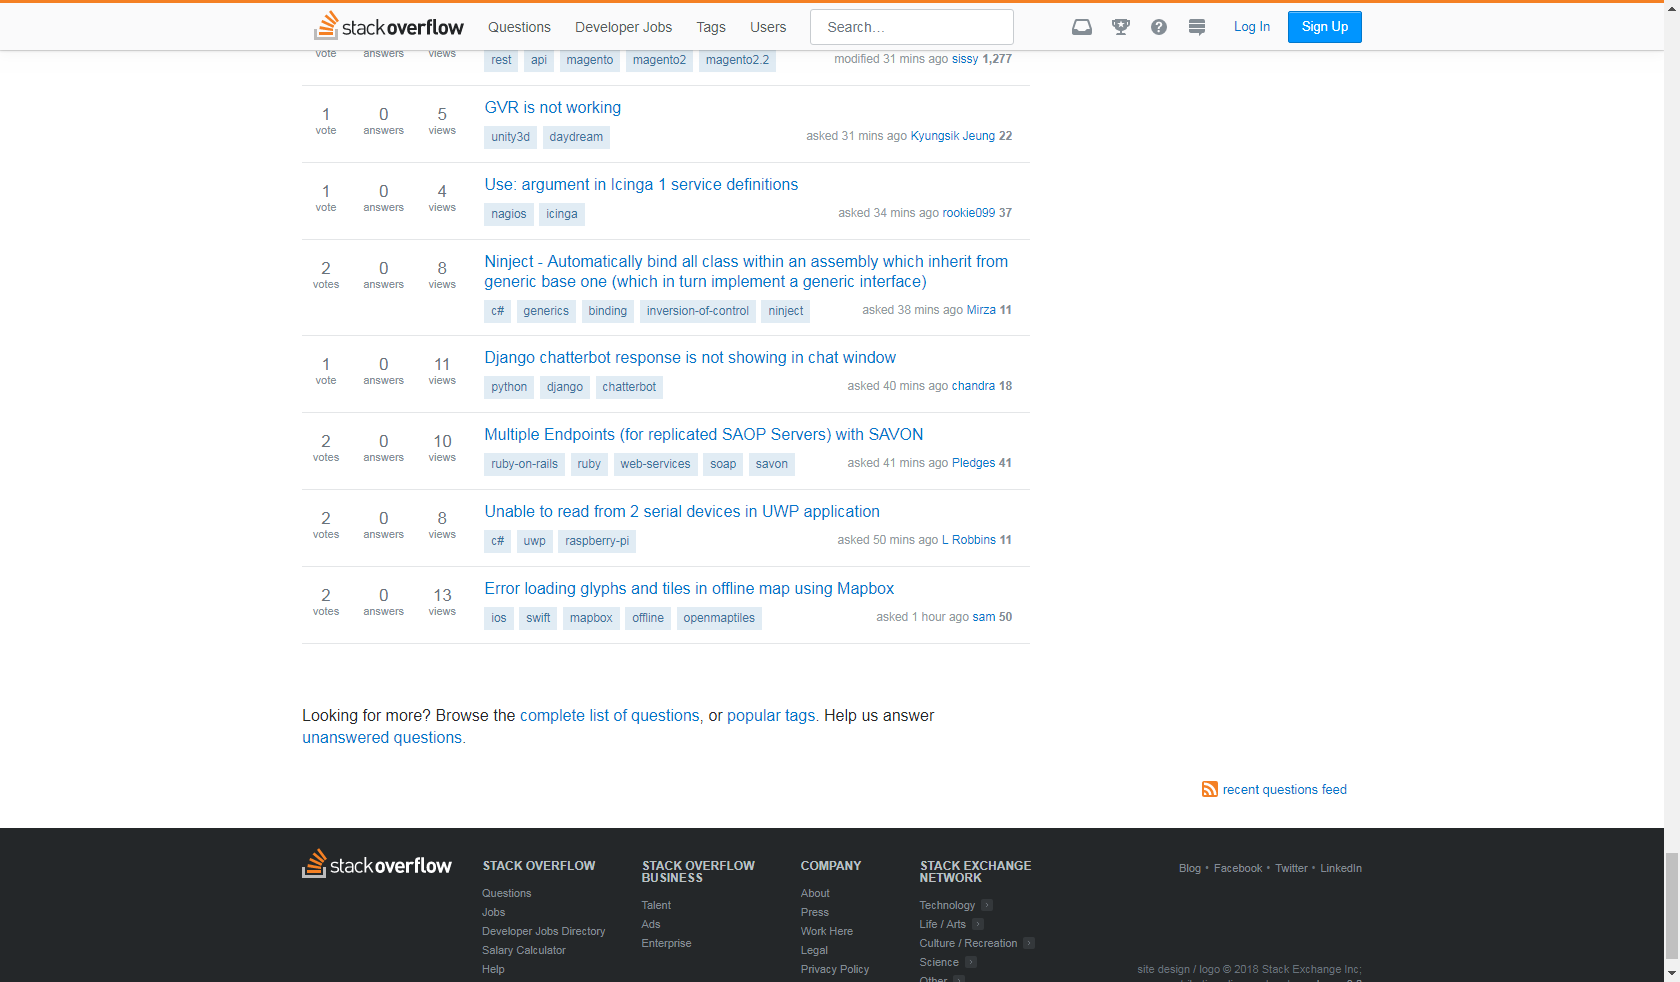 stackoverflow Questions Developer Jobs Tags Users Search... Log In Sign Up
vote answers views rest api magento magento2 magento2.2 modified 31 mins ago sissy 1,277
1 vote 0 answers 5 views
GVR is not working
unity3d daydream asked 31 mins ago Kyungsik Jeung 22
1 vote 0 answers 4 views
Use: argument in Icinga 1 service definitions
nagios icinga asked 34 mins ago rookie099 37
2 votes 0 answers 8 views
Ninject - Automatically bind all class within an assembly which inherit from
generic base one (which in turn implement a generic interface)
c# generics binding inversion-of-control ninject asked 38 mins ago Mirza 11
1 vote 0 answers 11 views
Django chatterbot response is not showing in chat window
python django chatterbot asked 40 mins ago chandra 18
2 votes 0 answers 10 views
Multiple Endpoints (for replicated SAOP Servers) with SAVON
ruby-on-rails ruby web-services soap savon asked 41 mins ago Pledges 41
2 votes 0 answers 8 views
Unable to read from 2 serial devices in UWP application
c# uwp raspberry-pi asked 50 mins ago L Robbins 11
2 votes 0 answers 13 views
Error loading glyphs and tiles in offline map using Mapbox
ios swift mapbox offline openmaptiles asked 1 hour ago sam 50
Looking for more? Browse the complete list of questions, or popular tags. Help us answer
unanswered questions.
recent questions feed
stackoverflow
STACK OVERFLOW
Questions
Jobs
Developer Jobs Directory
Salary Calculator
Help
STACK OVERFLOW
BUSINESS
Talent
Ads
Enterprise
COMPANY
About
Press
Work Here
Legal
Privacy Policy
STACK EXCHANGE
NETWORK
Technology
Life / Arts
Culture / Recreation
Science
Other
Blog • Facebook • Twitter • LinkedIn
site design / logo © 2018 Stack Exchange Inc;